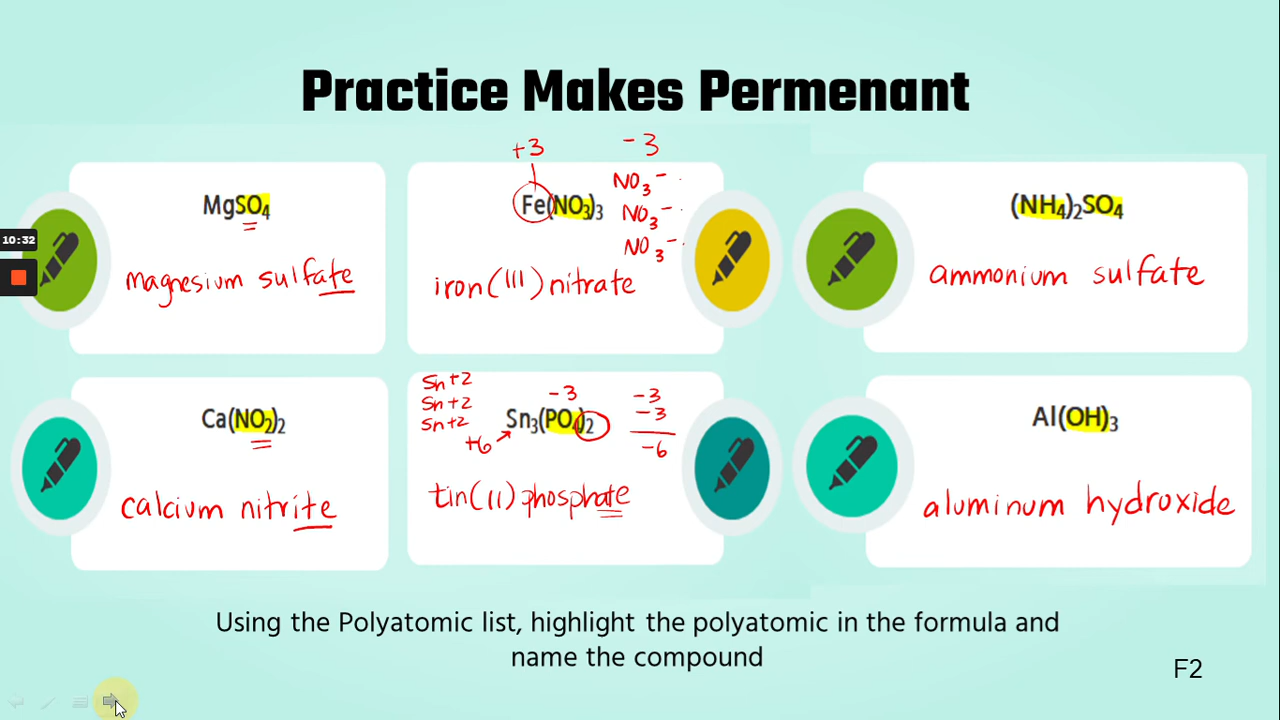 Practice Makes Permenant
+3
-3
MgSO₄
magnesium sulfate
Fe(NO₃)₃
NO₃⁻
NO₃⁻
NO₃⁻
iron(III)nitrate
(NH₄)₂SO₄
ammonium sulfate
10:32
Ca(NO₂)₂
calcium nitrite
Sn+2
Sn+2
Sn+2
+6
-3
Sn₃(PO₄)₂
-3
-3
-6
tin(II)phosphate
Al(OH)₃
aluminum hydroxide
Using the Polyatomic list, highlight the polyatomic in the formula and
name the compound
F2